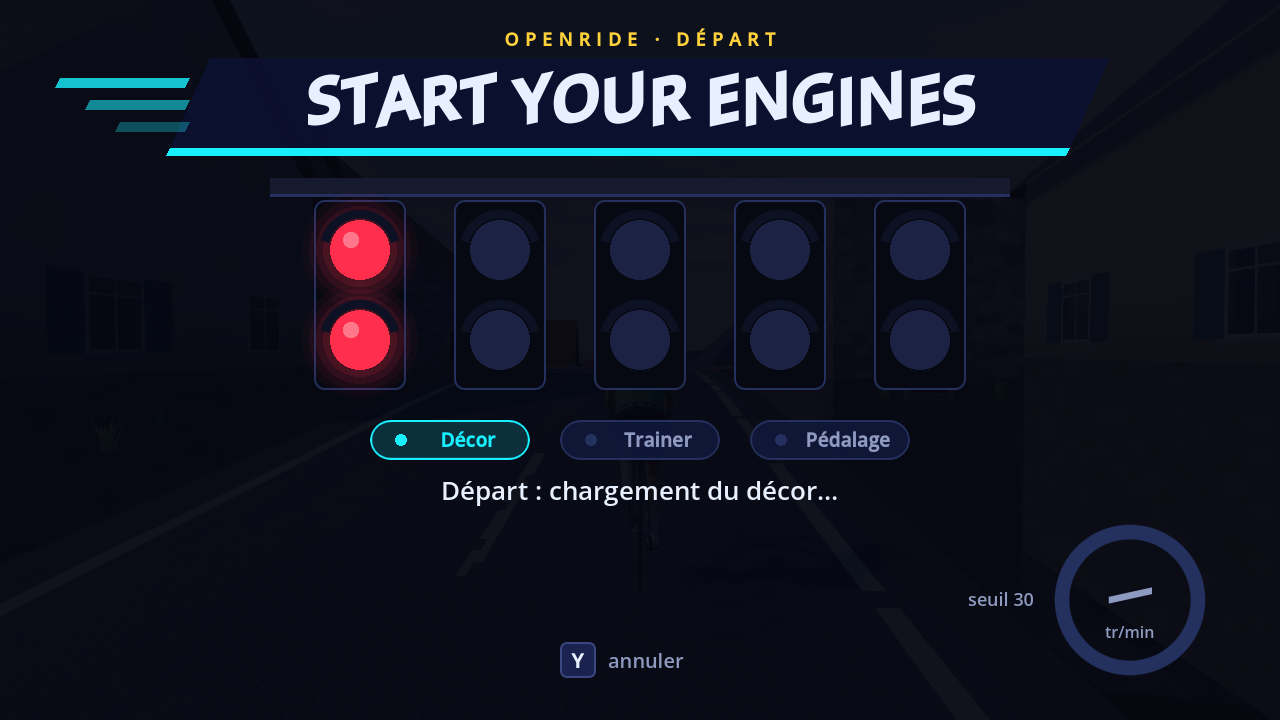 OPENRIDE · DÉPART
START YOUR ENGINES
Décor
Trainer
Pédalage
Départ : chargement du décor...
seuil 30
—
tr/min
Y annuler